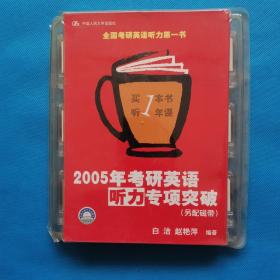 中国人民大学出版社
全国考研英语听力第一书
买1本书
听1年课
2005年考研英语
听力专项突破
(另配磁带)
白洁 赵艳萍 编著